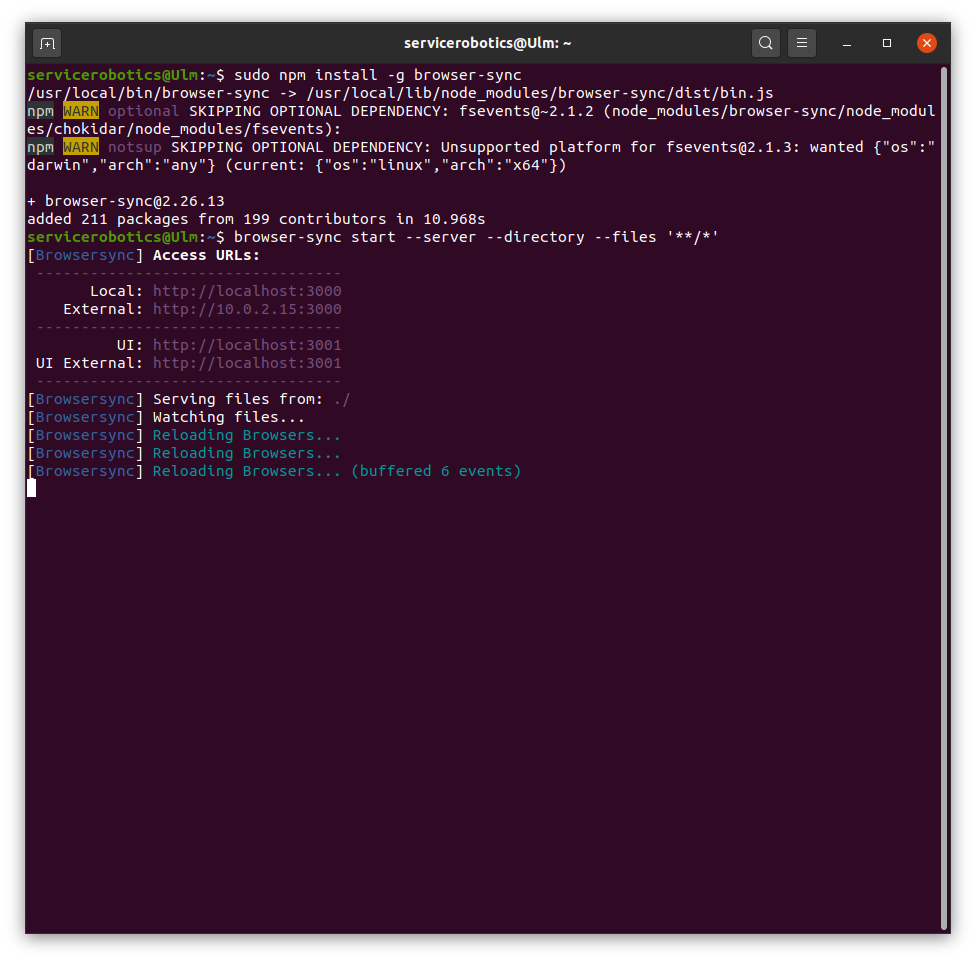 servicerobotics@Ulm: ~
servicerobotics@Ulm:~$ sudo npm install -g browser-sync
/usr/local/bin/browser-sync -> /usr/local/lib/node_modules/browser-sync/dist/bin.js
npm WARN optional SKIPPING OPTIONAL DEPENDENCY: fsevents@~2.1.2 (node_modules/browser-sync/node_modul
es/chokidar/node_modules/fsevents):
npm WARN notsup SKIPPING OPTIONAL DEPENDENCY: Unsupported platform for fsevents@2.1.3: wanted {"os":"
darwin","arch":"any"} (current: {"os":"linux","arch":"x64"})
+ browser-sync@2.26.13
added 211 packages from 199 contributors in 10.968s
servicerobotics@Ulm:~$ browser-sync start --server --directory --files '**/*'
[Browsersync] Access URLs:
----------------------------------
Local: http://localhost:3000
External: http://10.0.2.15:3000
----------------------------------
UI: http://localhost:3001
UI External: http://localhost:3001
----------------------------------
[Browsersync] Serving files from: ./
[Browsersync] Watching files...
[Browsersync] Reloading Browsers...
[Browsersync] Reloading Browsers...
[Browsersync] Reloading Browsers... (buffered 6 events)